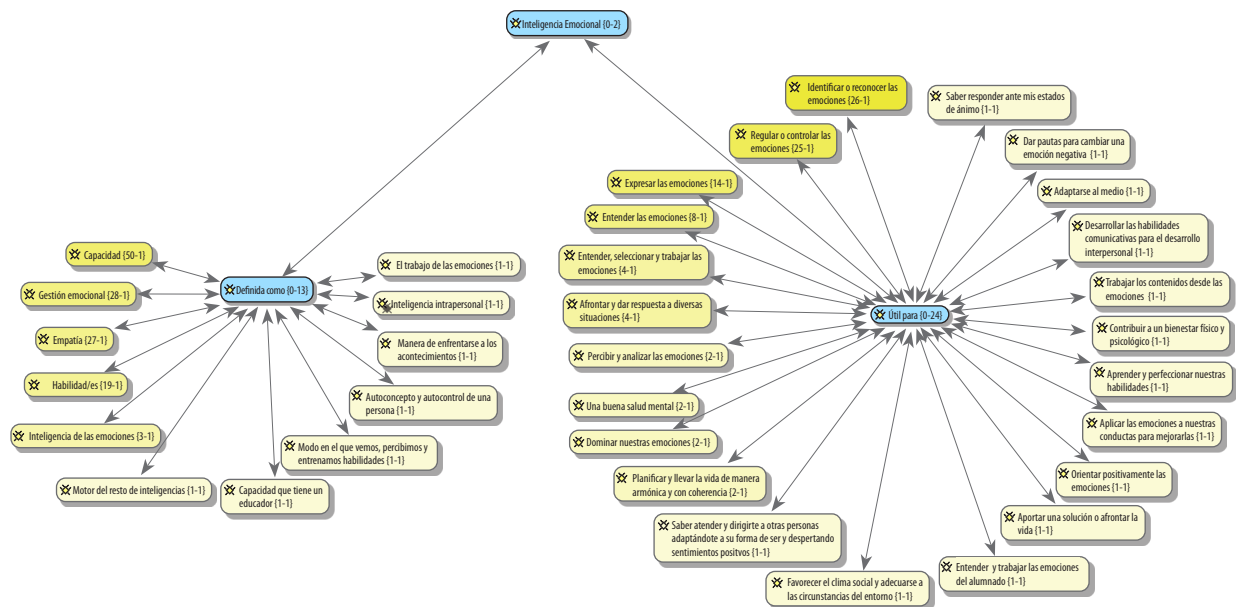 Inteligencia Emocional {0-2}
Identificar o reconocer las
emociones {26-1}
Saber responder ante mis estados
de ánimo {1-1}
Regular o controlar las
emociones {25-1}
Dar pautas para cambiar una
emoción negativa {1-1}
Expresar las emociones {14-1}
Adaptarse al medio {1-1}
Entender las emociones {8-1}
Desarrollar las habilidades
comunicativas para el desarrollo
interpersonal {1-1}
Entender, seleccionar y trabajar las
emociones {4-1}
Trabajar los contenidos desde las
emociones {1-1}
Afrontar y dar respuesta a diversas
situaciones {4-1}
Útil para {0-24}
Contribuir a un bienestar físico y
psicológico {1-1}
Percibir y analizar las emociones {2-1}
Aprender y perfeccionar nuestras
habilidades {1-1}
Una buena salud mental {2-1}
Aplicar las emociones a nuestras
conductas para mejorarlas {1-1}
Dominar nuestras emociones {2-1}
Orientar positivamente las
emociones {1-1}
Planificar y llevar la vida de manera
armónica y con coherencia {2-1}
Aportar una solución o afrontar la
vida {1-1}
Saber atender y dirigirte a otras personas
adaptándote a su forma de ser y despertando
sentimientos positvos {1-1}
Entender y trabajar las emociones
del alumnado {1-1}
Favorecer el clima social y adecuarse a
las circunstancias del entorno {1-1}
Capacidad {50-1}
El trabajo de las emociones {1-1}
Gestión emocional {28-1}
Definida como {0-13}
Inteligencia intrapersonal {1-1}
Empatía {27-1}
Manera de enfrentarse a los
acontecimientos {1-1}
Habilidad/es {19-1}
Autoconcepto y autocontrol de una
persona {1-1}
Inteligencia de las emociones {3-1}
Modo en el que vemos, percibimos y
entrenamos habilidades {1-1}
Motor del resto de inteligencias {1-1}
Capacidad que tiene un
educador {1-1}